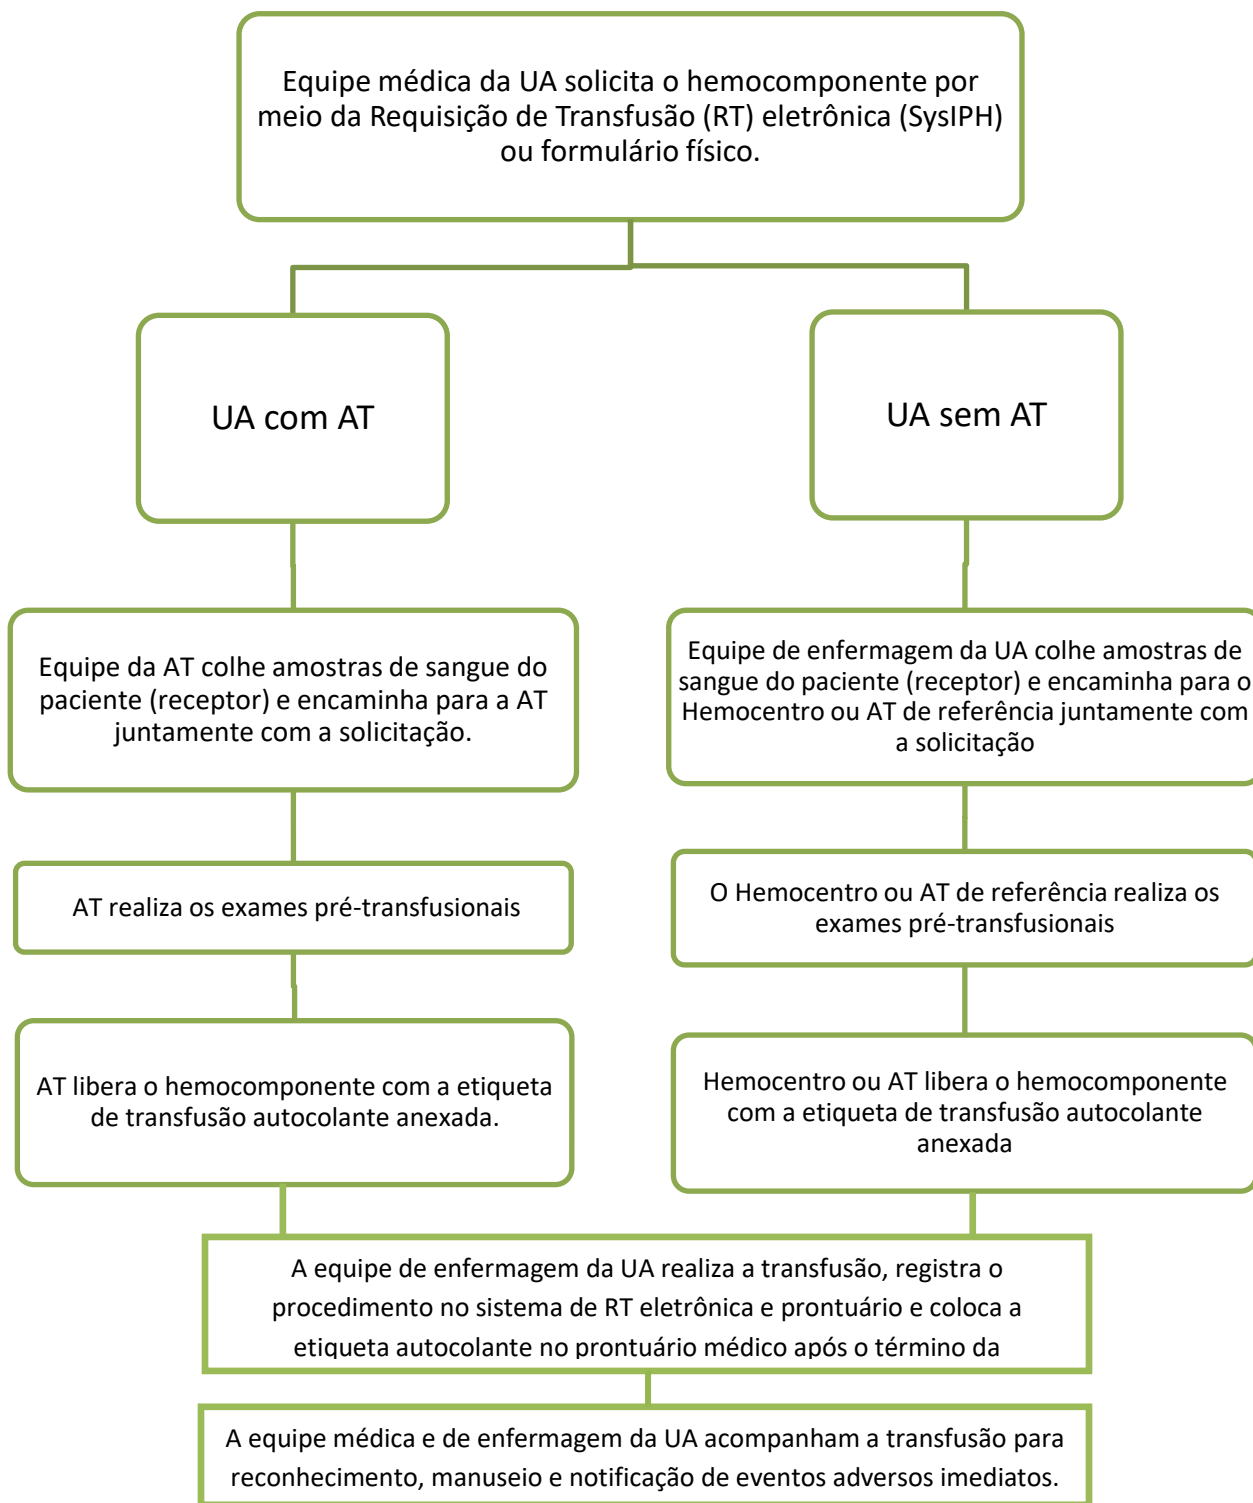 Equipe médica da UA solicita o hemocomponente por
meio da Requisição de Transfusão (RT) eletrônica (SysIPH)
ou formulário físico.
UA com AT
UA sem AT
Equipe da AT colhe amostras de sangue do
paciente (receptor) e encaminha para a AT
juntamente com a solicitação.
Equipe de enfermagem da UA colhe amostras de
sangue do paciente (receptor) e encaminha para o
Hemocentro ou AT de referência juntamente com
a solicitação
AT realiza os exames pré-transfusionais
O Hemocentro ou AT de referência realiza os
exames pré-transfusionais
AT libera o hemocomponente com a etiqueta
de transfusão autocolante anexada.
Hemocentro ou AT libera o hemocomponente
com a etiqueta de transfusão autocolante
anexada
A equipe de enfermagem da UA realiza a transfusão, registra o
procedimento no sistema de RT eletrônica e prontuário e coloca a
etiqueta autocolante no prontuário médico após o término da
A equipe médica e de enfermagem da UA acompanham a transfusão para
reconhecimento, manuseio e notificação de eventos adversos imediatos.